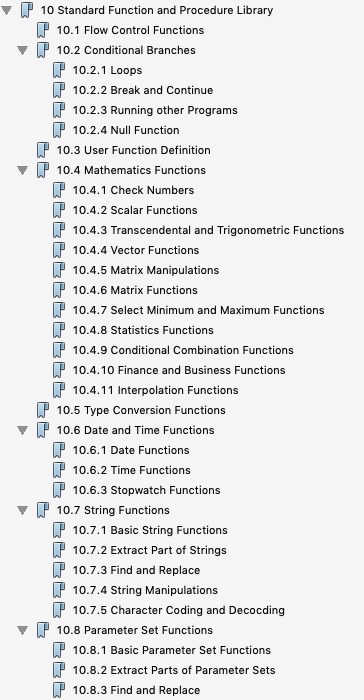 10 Standard Function and Procedure Library
10.1 Flow Control Functions
10.2 Conditional Branches
10.2.1 Loops
10.2.2 Break and Continue
10.2.3 Running other Programs
10.2.4 Null Function
10.3 User Function Definition
10.4 Mathematics Functions
10.4.1 Check Numbers
10.4.2 Scalar Functions
10.4.3 Transcendental and Trigonometric Functions
10.4.4 Vector Functions
10.4.5 Matrix Manipulations
10.4.6 Matrix Functions
10.4.7 Select Minimum and Maximum Functions
10.4.8 Statistics Functions
10.4.9 Conditional Combination Functions
10.4.10 Finance and Business Functions
10.4.11 Interpolation Functions
10.5 Type Conversion Functions
10.6 Date and Time Functions
10.6.1 Date Functions
10.6.2 Time Functions
10.6.3 Stopwatch Functions
10.7 String Functions
10.7.1 Basic String Functions
10.7.2 Extract Part of Strings
10.7.3 Find and Replace
10.7.4 String Manipulations
10.7.5 Character Coding and Decocding
10.8 Parameter Set Functions
10.8.1 Basic Parameter Set Functions
10.8.2 Extract Parts of Parameter Sets
10.8.3 Find and Replace